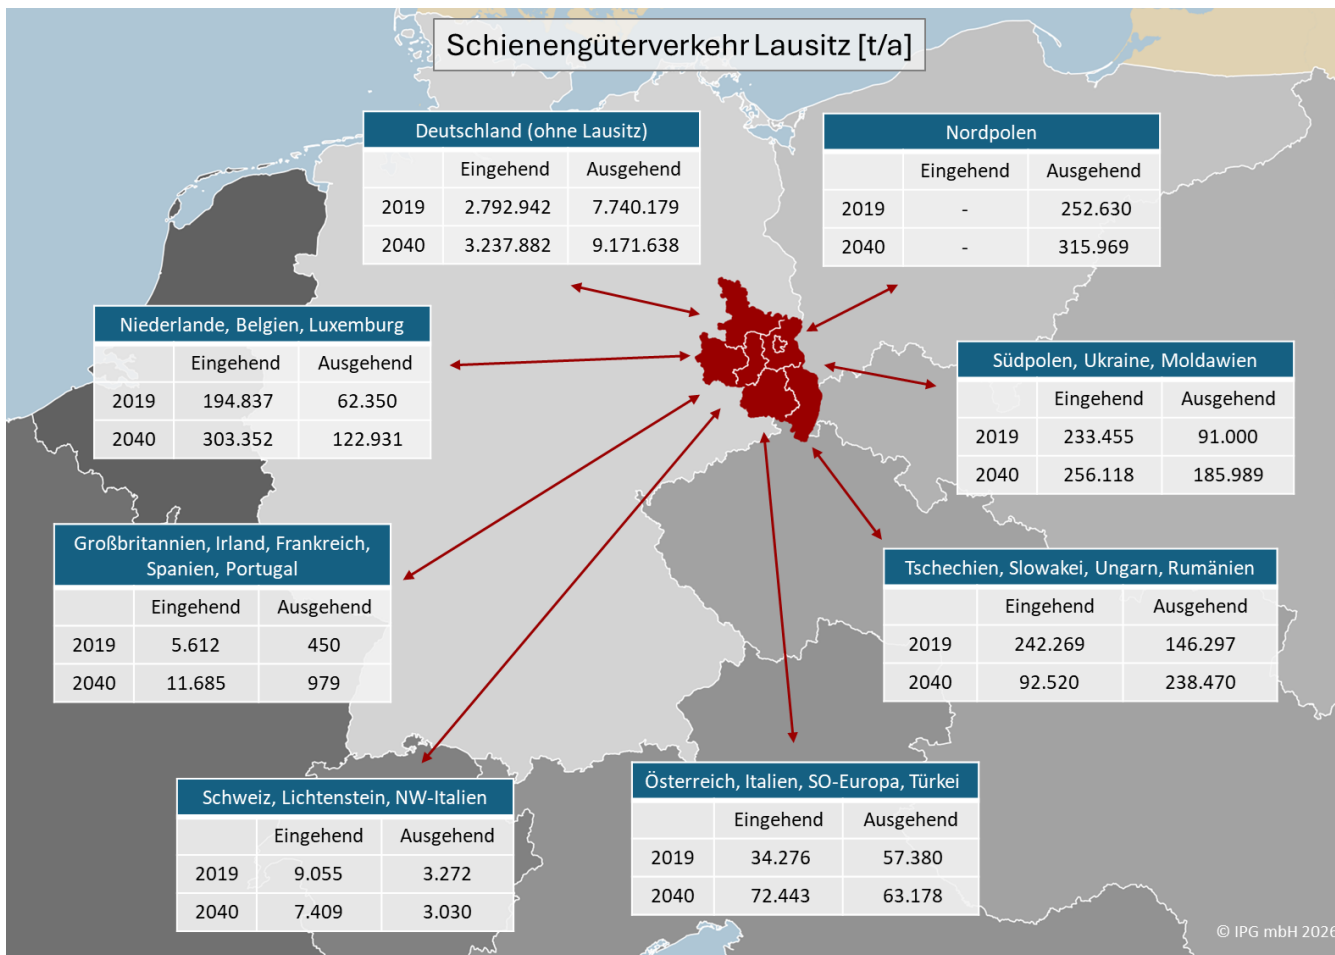 Schienengüterverkehr Lausitz [t/a]
Deutschland (ohne Lausitz)
Eingehend Ausgehend
2019 2.792.942 7.740.179
2040 3.237.882 9.171.638
Nordpolen
Eingehend Ausgehend
2019 - 252.630
2040 - 315.969
Niederlande, Belgien, Luxemburg
Eingehend Ausgehend
2019 194.837 62.350
2040 303.352 122.931
Südpolen, Ukraine, Moldawien
Eingehend Ausgehend
2019 233.455 91.000
2040 256.118 185.989
Großbritannien, Irland, Frankreich,
Spanien, Portugal
Eingehend Ausgehend
2019 5.612 450
2040 11.685 979
Tschechien, Slowakei, Ungarn, Rumänien
Eingehend Ausgehend
2019 242.269 146.297
2040 92.520 238.470
Schweiz, Lichtenstein, NW-Italien
Eingehend Ausgehend
2019 9.055 3.272
2040 7.409 3.030
Österreich, Italien, SO-Europa, Türkei
Eingehend Ausgehend
2019 34.276 57.380
2040 72.443 63.178
© IPG mbH 2026